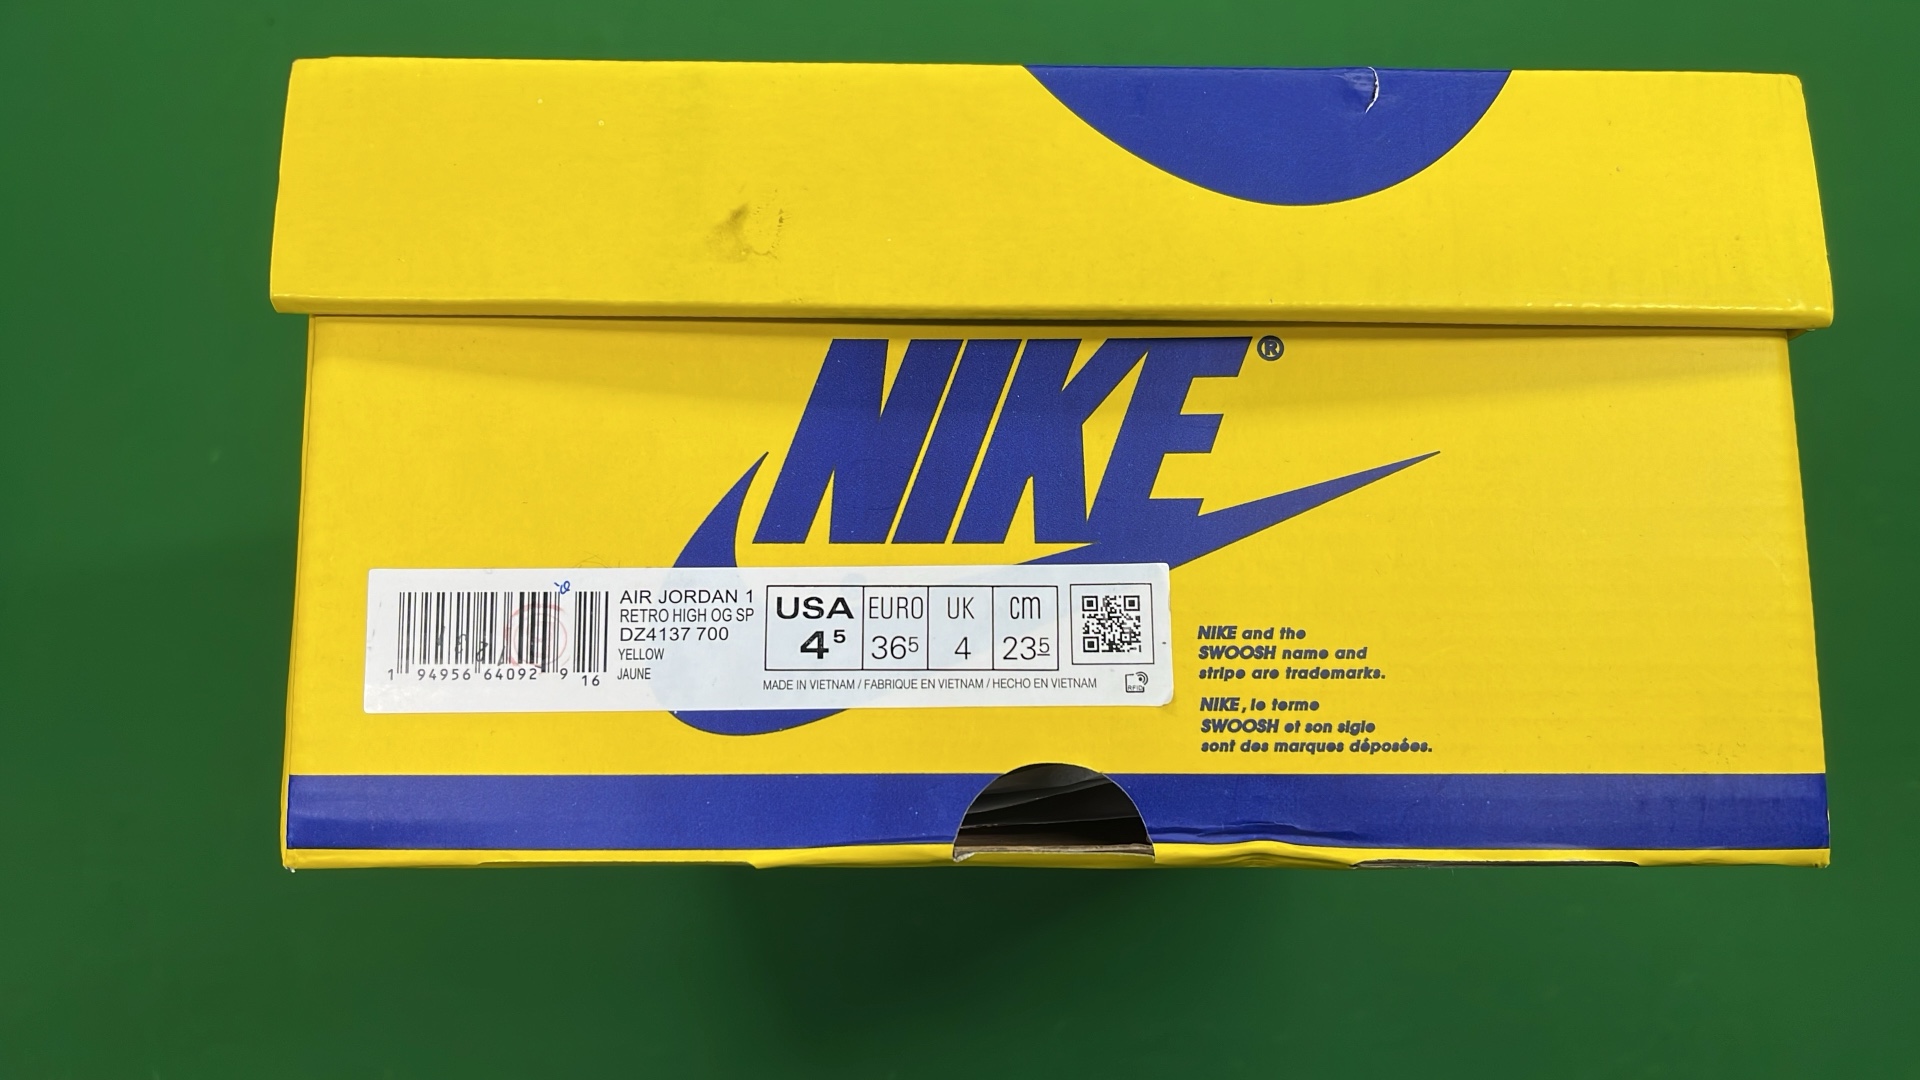 NIKE®
AIR JORDAN 1
RETRO HIGH OG SP
DZ4137 700
YELLOW
JAUNE
1 94956 64092 9 16
USA EURO UK cm
4⁵ 36⁵ 4 23⁵
MADE IN VIETNAM / FABRIQUE EN VIETNAM / HECHO EN VIETNAM
RFID
NIKE and the
SWOOSH name and
stripe are trademarks.
NIKE, le terme
SWOOSH et son sigle
sont des marques déposées.